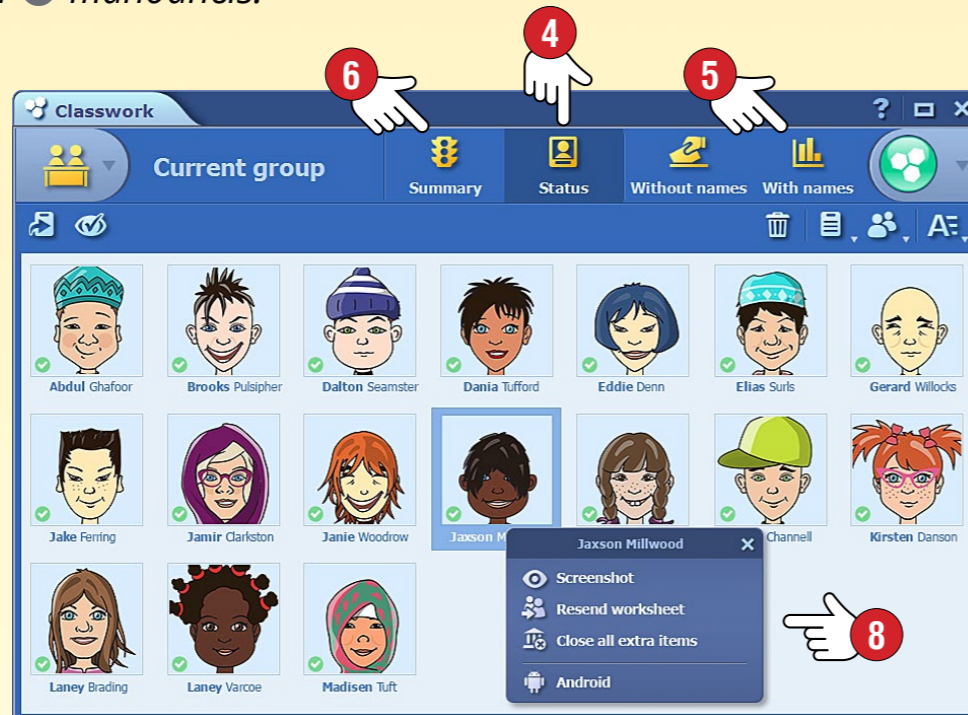 manouriels.
4
6
5
Classwork
?
Current group
Summary
Status
Without names
With names
Abdul Ghafoor
Brooks Pulsipher
Dalton Seamster
Dania Tufford
Eddie Denn
Elias Surls
Gerard Willocks
Jake Ferring
Jamir Clarkston
Janie Woodrow
Jaxson M
Channell
Kirsten Danson
Jaxson Millwood
Screenshot
Resend worksheet
Close all extra items
Android
8
Laney Brading
Laney Varcoe
Madisen Tuft